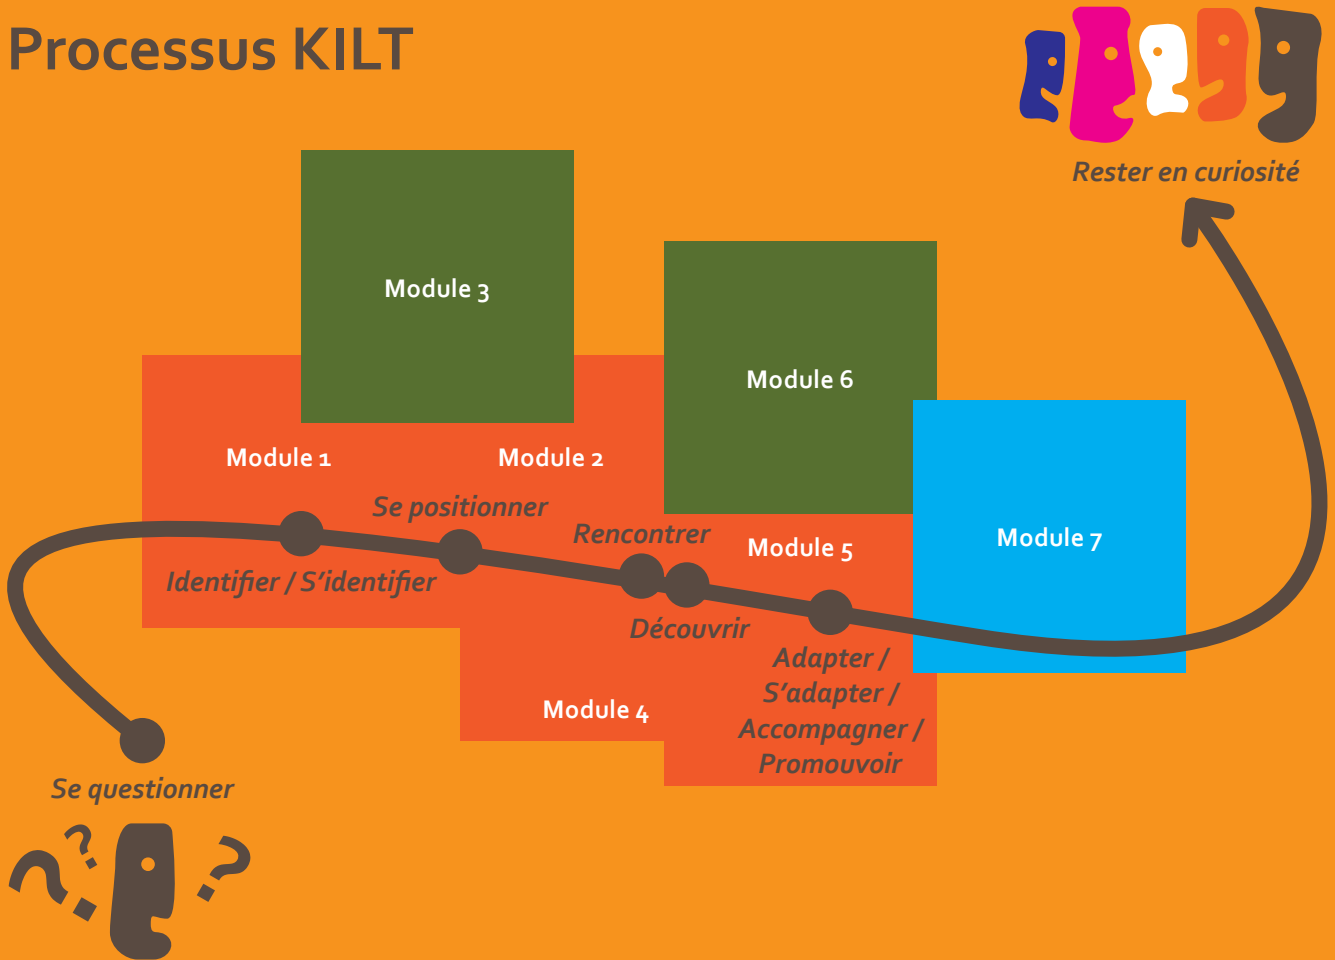 Processus KILT
Rester en curiosité
Module 3
Module 6
Module 1
Module 2
Se positionner
Rencontrer
Module 5
Module 7
Identifier / S’identifier
Découvrir
Adapter /
S’adapter /
Accompagner /
Promouvoir
Module 4
Se questionner
? ? ?